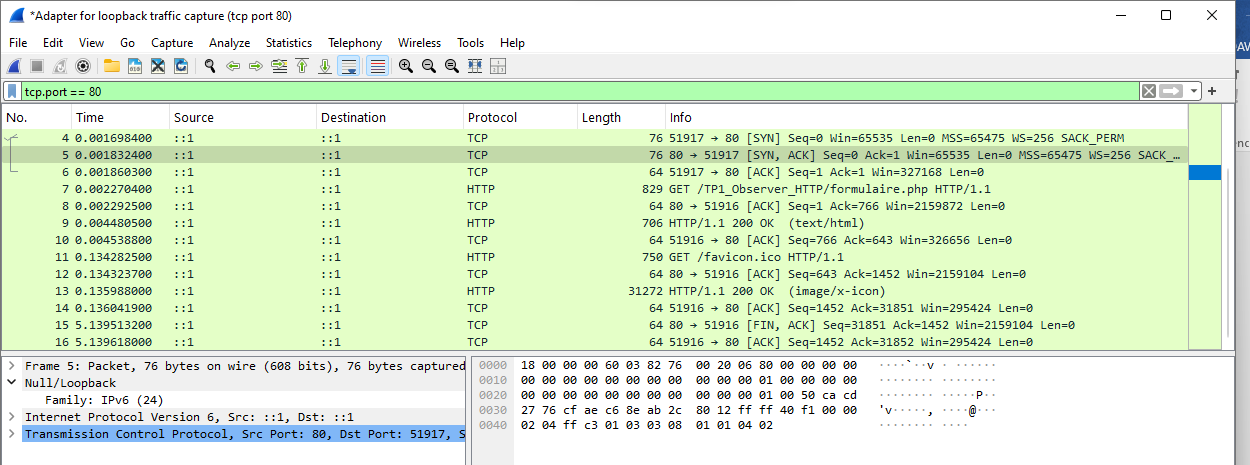 *Adapter for loopback traffic capture (tcp port 80)
File Edit View Go Capture Analyze Statistics Telephony Wireless Tools Help
tcp.port == 80
No. Time Source Destination Protocol Length Info
4 0.001698400 ::1 ::1 TCP 76 51917 → 80 [SYN] Seq=0 Win=65535 Len=0 MSS=65475 WS=256 SACK_PERM
5 0.001832400 ::1 ::1 TCP 76 80 → 51917 [SYN, ACK] Seq=0 Ack=1 Win=65535 Len=0 MSS=65475 WS=256 SACK_…
6 0.001860300 ::1 ::1 TCP 64 51917 → 80 [ACK] Seq=1 Ack=1 Win=327168 Len=0
7 0.002270400 ::1 ::1 HTTP 829 GET /TP1_Observer_HTTP/formulaire.php HTTP/1.1
8 0.002292500 ::1 ::1 TCP 64 80 → 51916 [ACK] Seq=1 Ack=766 Win=2159872 Len=0
9 0.004480500 ::1 ::1 HTTP 706 HTTP/1.1 200 OK (text/html)
10 0.004538800 ::1 ::1 TCP 64 51916 → 80 [ACK] Seq=766 Ack=643 Win=326656 Len=0
11 0.134282500 ::1 ::1 HTTP 750 GET /favicon.ico HTTP/1.1
12 0.134323700 ::1 ::1 TCP 64 80 → 51916 [ACK] Seq=643 Ack=1452 Win=2159104 Len=0
13 0.135988000 ::1 ::1 HTTP 31272 HTTP/1.1 200 OK (image/x-icon)
14 0.136041900 ::1 ::1 TCP 64 51916 → 80 [ACK] Seq=1452 Ack=31851 Win=295424 Len=0
15 5.139513200 ::1 ::1 TCP 64 80 → 51916 [FIN, ACK] Seq=31851 Ack=1452 Win=2159104 Len=0
16 5.139618000 ::1 ::1 TCP 64 51916 → 80 [ACK] Seq=1452 Ack=31852 Win=295424 Len=0
Frame 5: Packet, 76 bytes on wire (608 bits), 76 bytes captured
Null/Loopback
Family: IPv6 (24)
Internet Protocol Version 6, Src: ::1, Dst: ::1
Transmission Control Protocol, Src Port: 80, Dst Port: 51917, S
0000 18 00 00 00 60 03 82 76 00 20 06 80 00 00 00 00 ····`··v · ······
0010 00 00 00 00 00 00 00 00 00 00 00 01 00 00 00 00 ········ ········
0020 00 00 00 00 00 00 00 00 00 00 00 01 00 50 ca cd ········ ·····P··
0030 27 76 cf ae c6 8e ab 2c 80 12 ff ff 40 f1 00 00 'v·····, ····@···
0040 02 04 ff c3 01 03 03 08 01 01 04 02 ········ ····